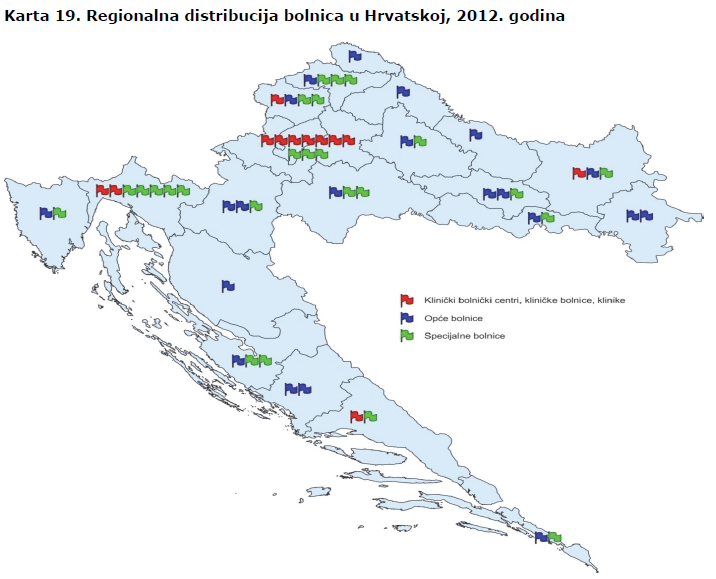 Karta 19. Regionalna distribucija bolnica u Hrvatskoj, 2012. godina
Klinički bolnički centri, kliničke bolnice, klinike
Opće bolnice
Specijalne bolnice